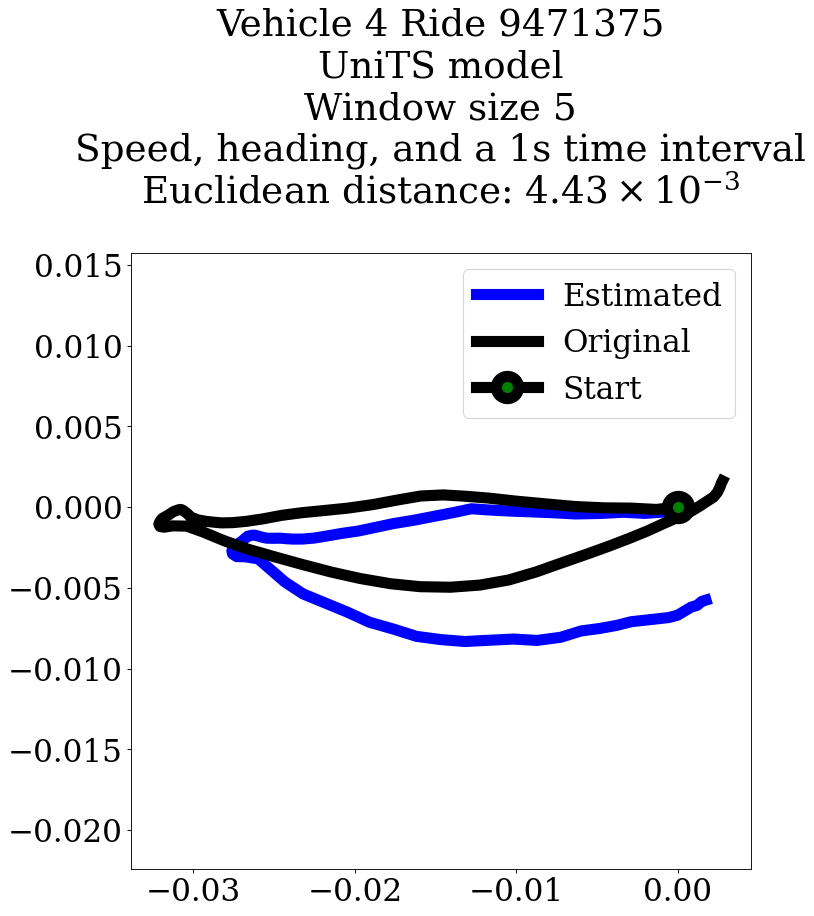 Vehicle 4 Ride 9471375
UniTS model
Window size 5
Speed, heading, and a 1s time interval
Euclidean distance: 4.43 × 10⁻³
Estimated
Original
Start
0.015
0.010
0.005
0.000
−0.005
−0.010
−0.015
−0.020
−0.03 −0.02 −0.01 0.00